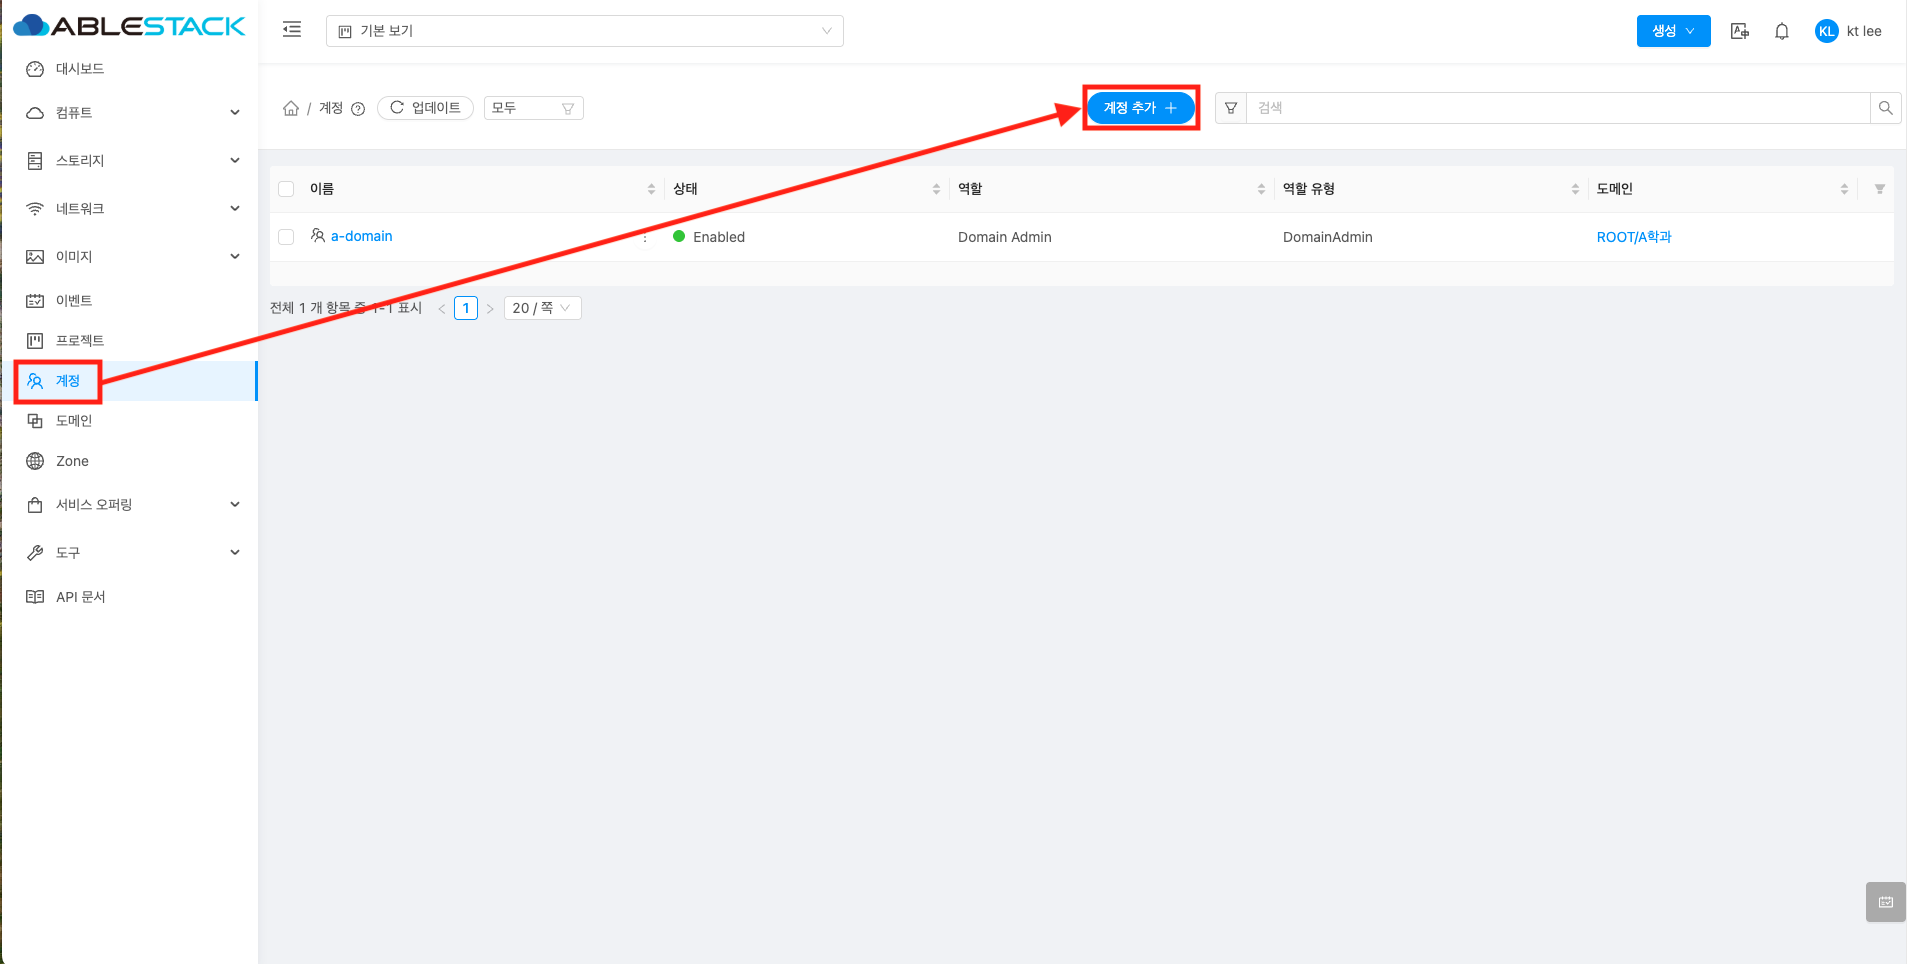 ABLESTACK
기본 보기
생성
KL
kt lee
대시보드
컴퓨트
스토리지
네트워크
이미지
이벤트
프로젝트
계정
도메인
Zone
서비스 오퍼링
도구
API 문서
/ 계정
업데이트
모두
계정 추가
검색
이름 상태 역할 역할 유형 도메인
a-domain Enabled Domain Admin DomainAdmin ROOT/A학과
전체 1 개 항목 중 1-1 표시 < 1 > 20 / 쪽